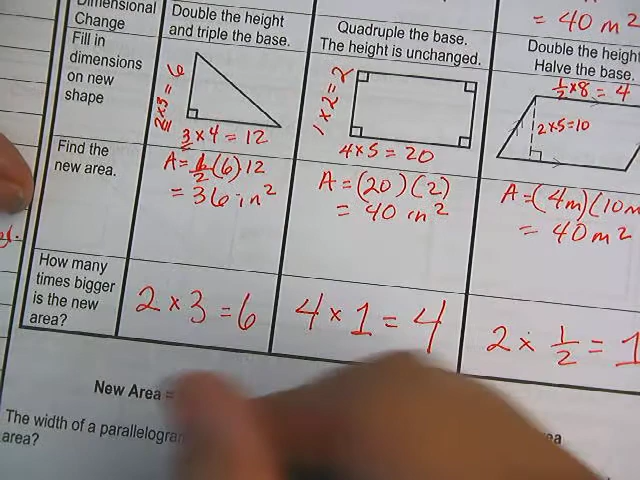 Dimensional
Change
Double the height
and triple the base.
Quadruple the base.
The height is unchanged.
= 40 m²
Double the height
Halve the base.
Fill in
dimensions
on new
shape
2×3 = 6
3 × 4 = 12
1 × 2 = 2
4 × 5 = 20
½ × 8 = 4
2×5=10
Find the
new area.
A = ½ (6) 12
= 36 in²
A = (20)(2)
= 40 in²
A = (4m)(10m
= 40 m²
How many
times bigger
is the new
area?
2 × 3 = 6
4 × 1 = 4
2 × ½ = 1
New Area =
The width of a parallelogram
area?